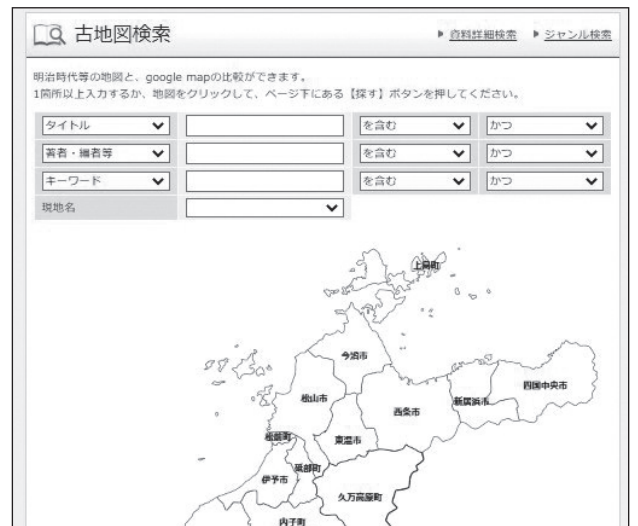 古地図検索
資料詳細検索 ジャンル検索
明治時代等の地図と、google mapの比較ができます。
1箇所以上入力するか、地図をクリックして、ページ下にある【探す】ボタンを押してください。
タイトル を含む かつ
著者・編者等 を含む かつ
キーワード を含む かつ
現地名
上島町
今治市
四国中央市
松山市
新居浜市
西条市
松前町
東温市
砥部町
伊予市
久万高原町
内子町